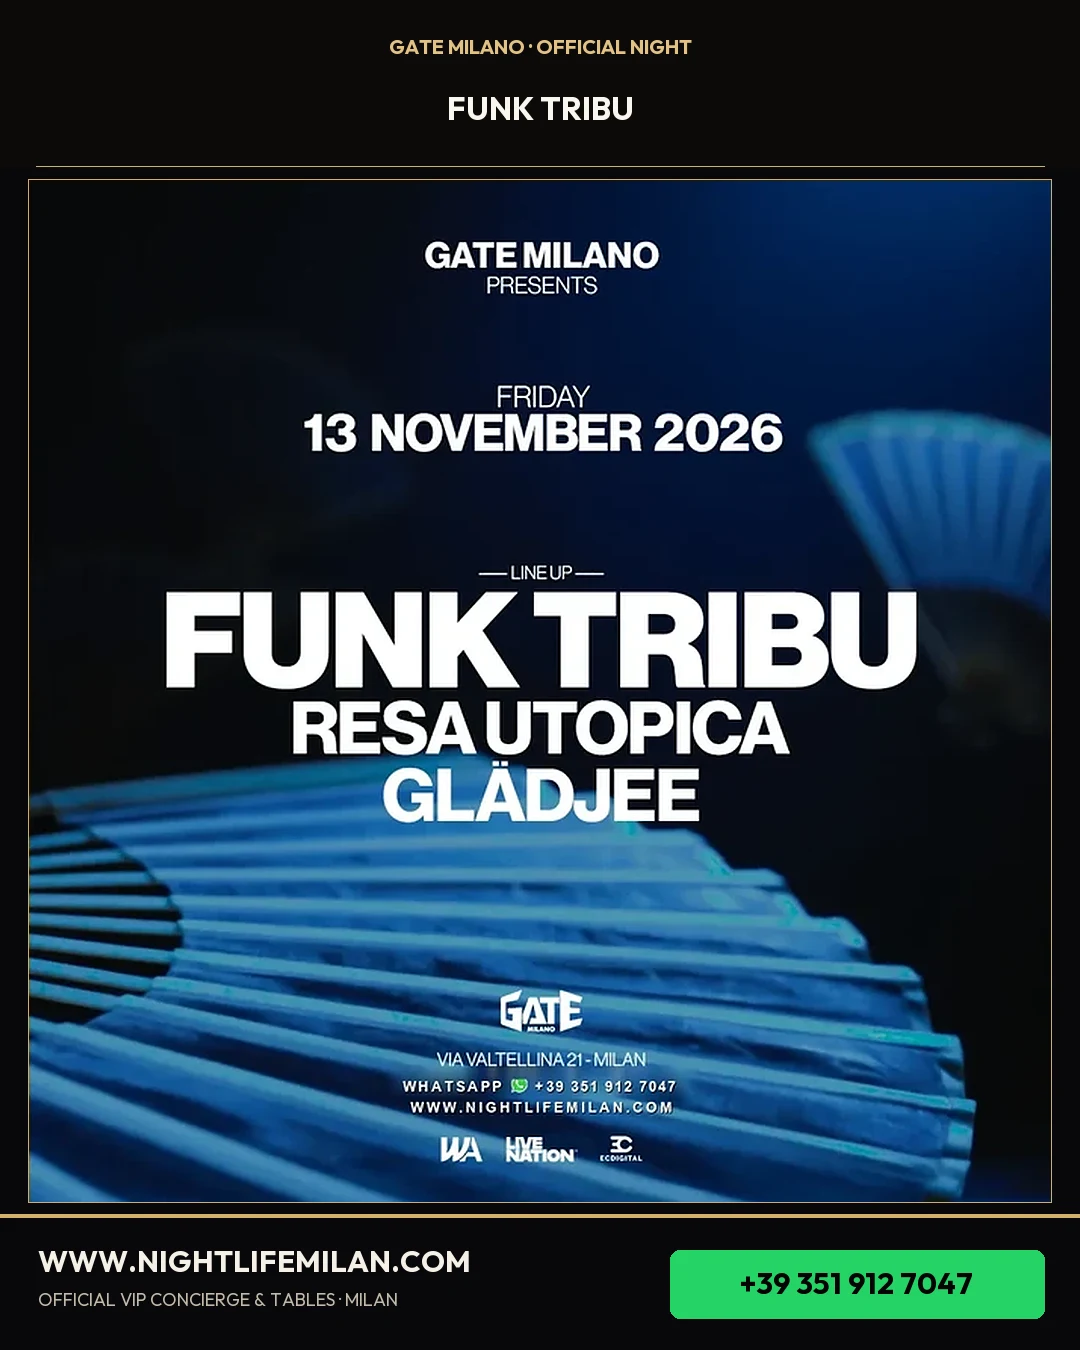 GATE MILANO · OFFICIAL NIGHT
FUNK TRIBU
GATE MILANO
PRESENTS
FRIDAY
13 NOVEMBER 2026
LINE UP
FUNK TRIBU
RESA UTOPICA
GLÄDJEE
GATE
MILANO
VIA VALTELLINA 21 - MILAN
WHATSAPP +39 351 912 7047
WWW.NIGHTLIFEMILAN.COM
WA LIVE NATION EC ECDIGITAL
WWW.NIGHTLIFEMILAN.COM
OFFICIAL VIP CONCIERGE & TABLES · MILAN
+39 351 912 7047